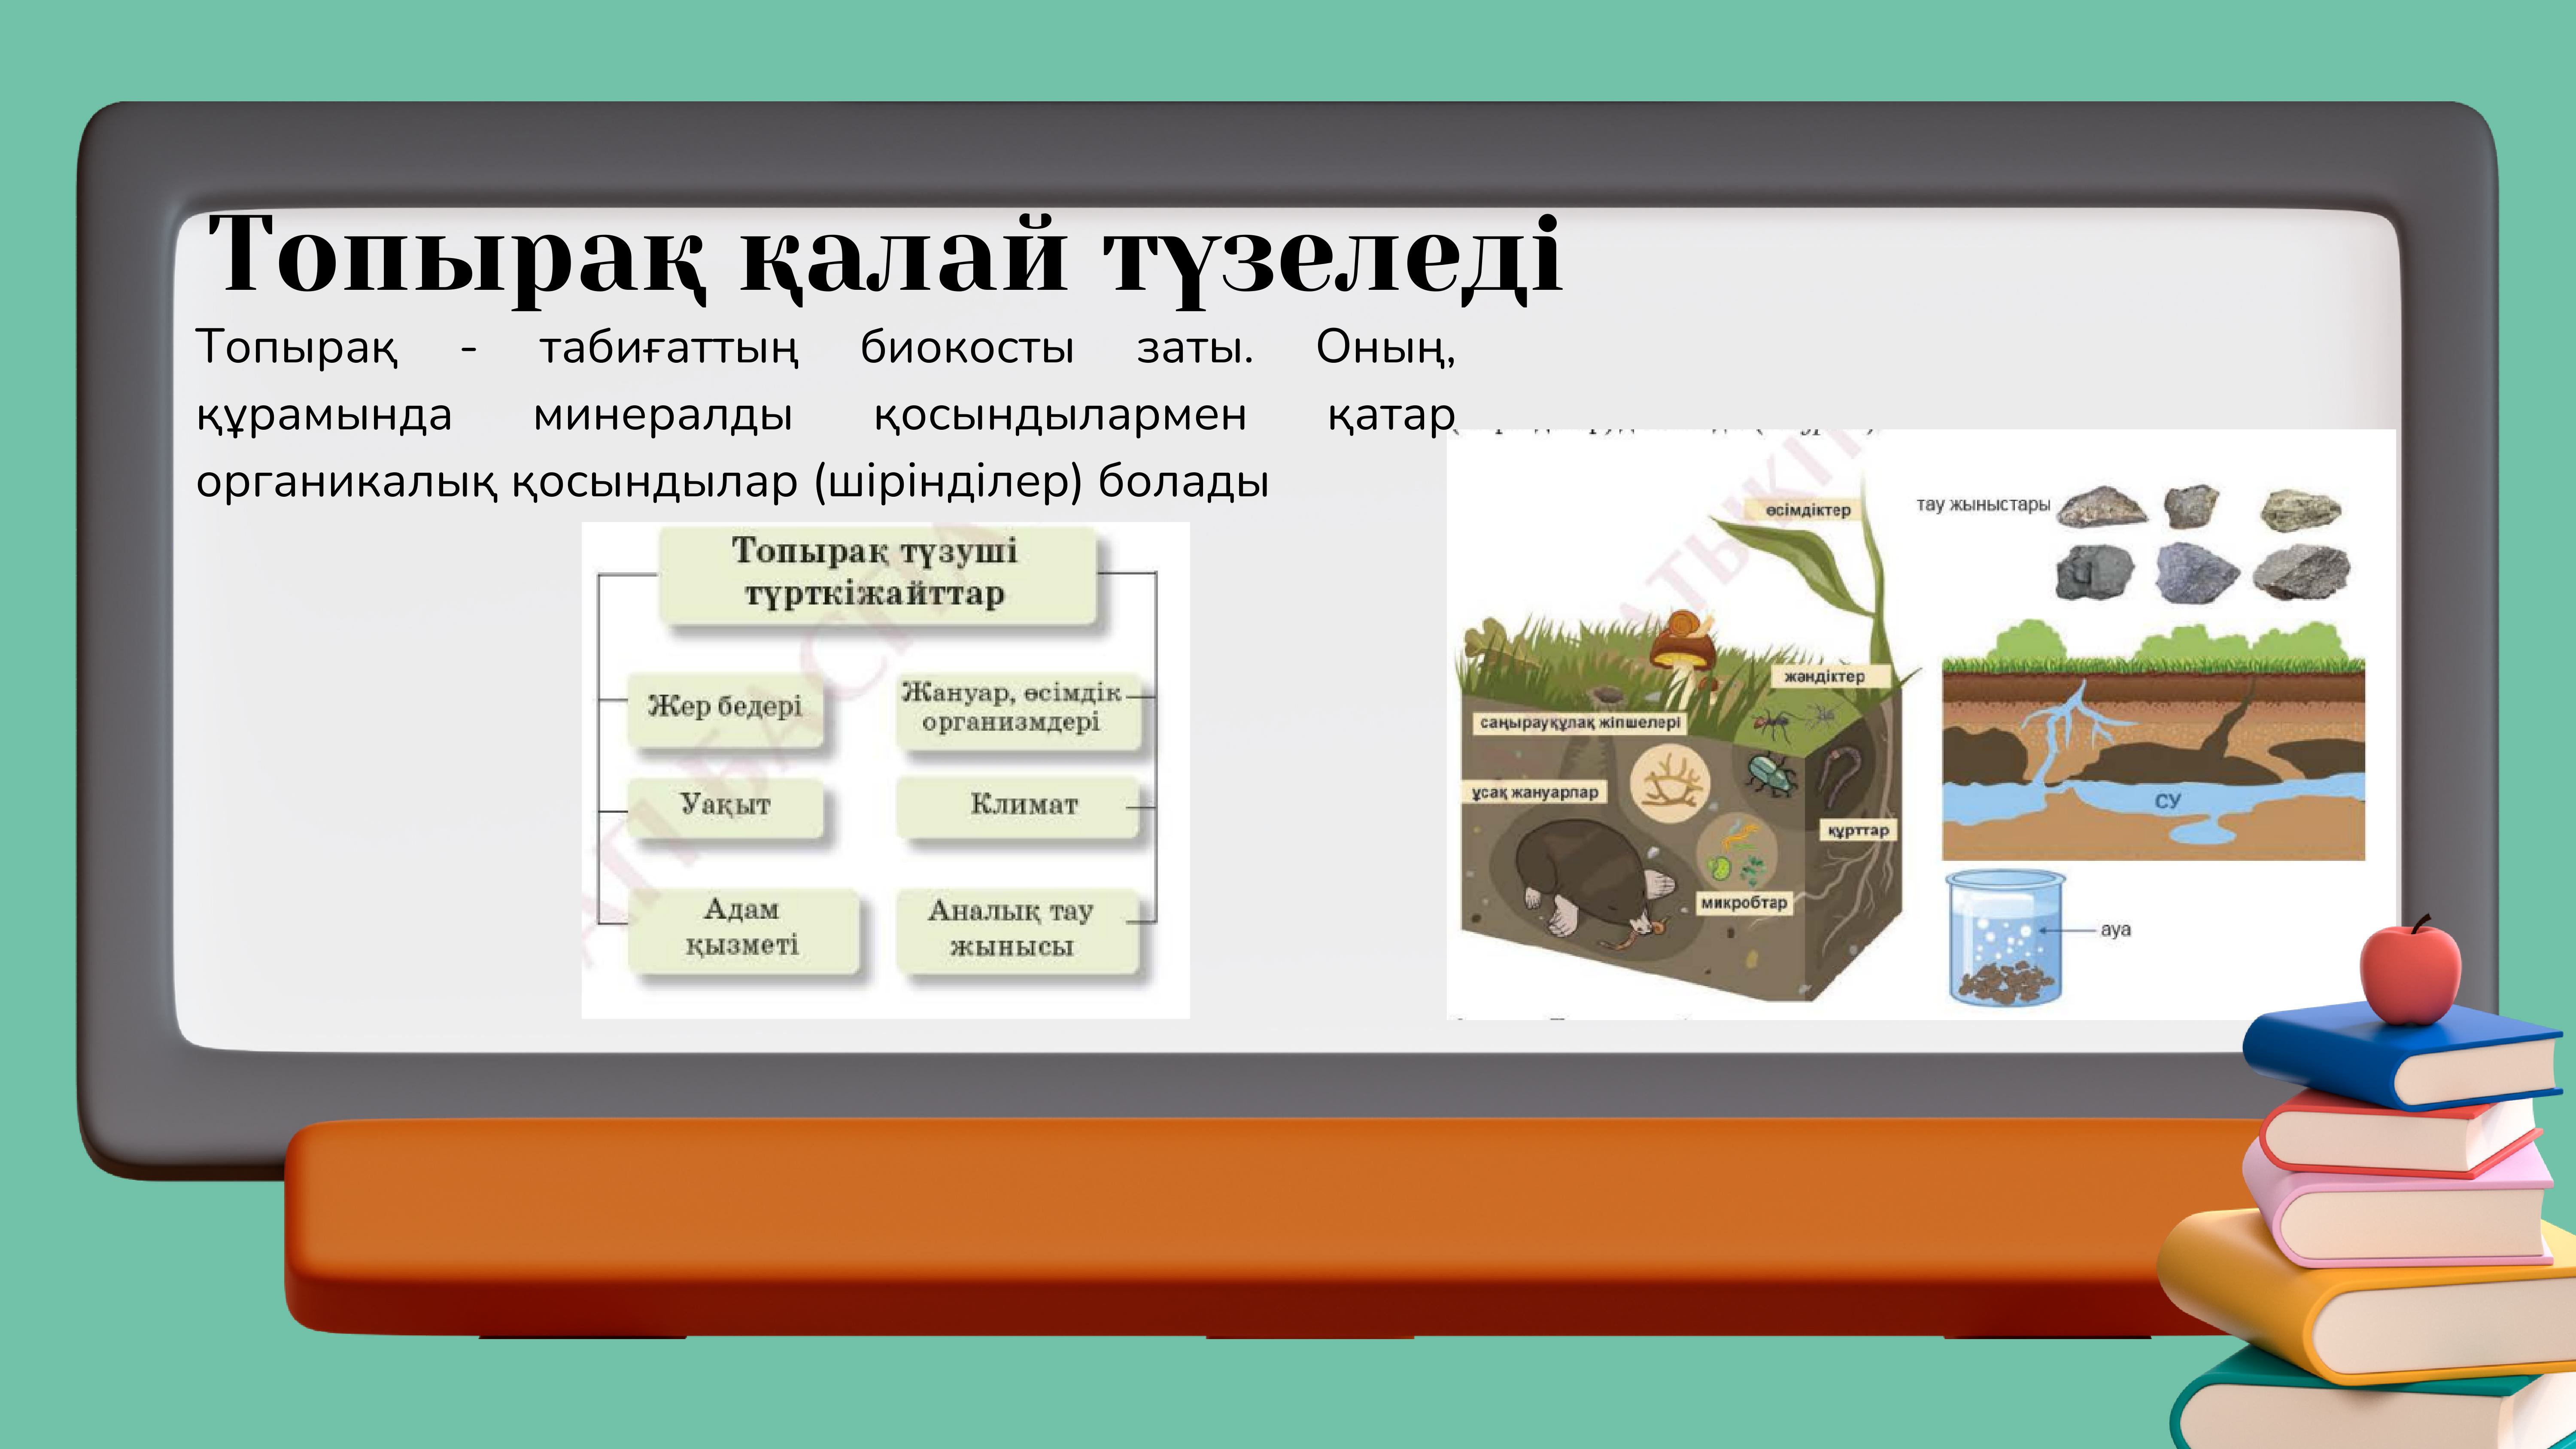 Топырақ қалай түзеледі
Топырақ - табиғаттың биокосты заты. Оның,
құрамында минералды қосындылармен қатар
органикалық қосындылар (шірінділер) болады
Топырақ түзуші
түрткіжайттар
Жер бедері
Жануар, өсімдік
организмдері
Уақыт
Климат
Адам
қызметі
Аналық тау
жынысы
өсімдіктер
тау жыныстары
жәндіктер
саңырауқұлақ жіпшелері
ұсақ жануарлар
құрттар
микробтар
су
ауа